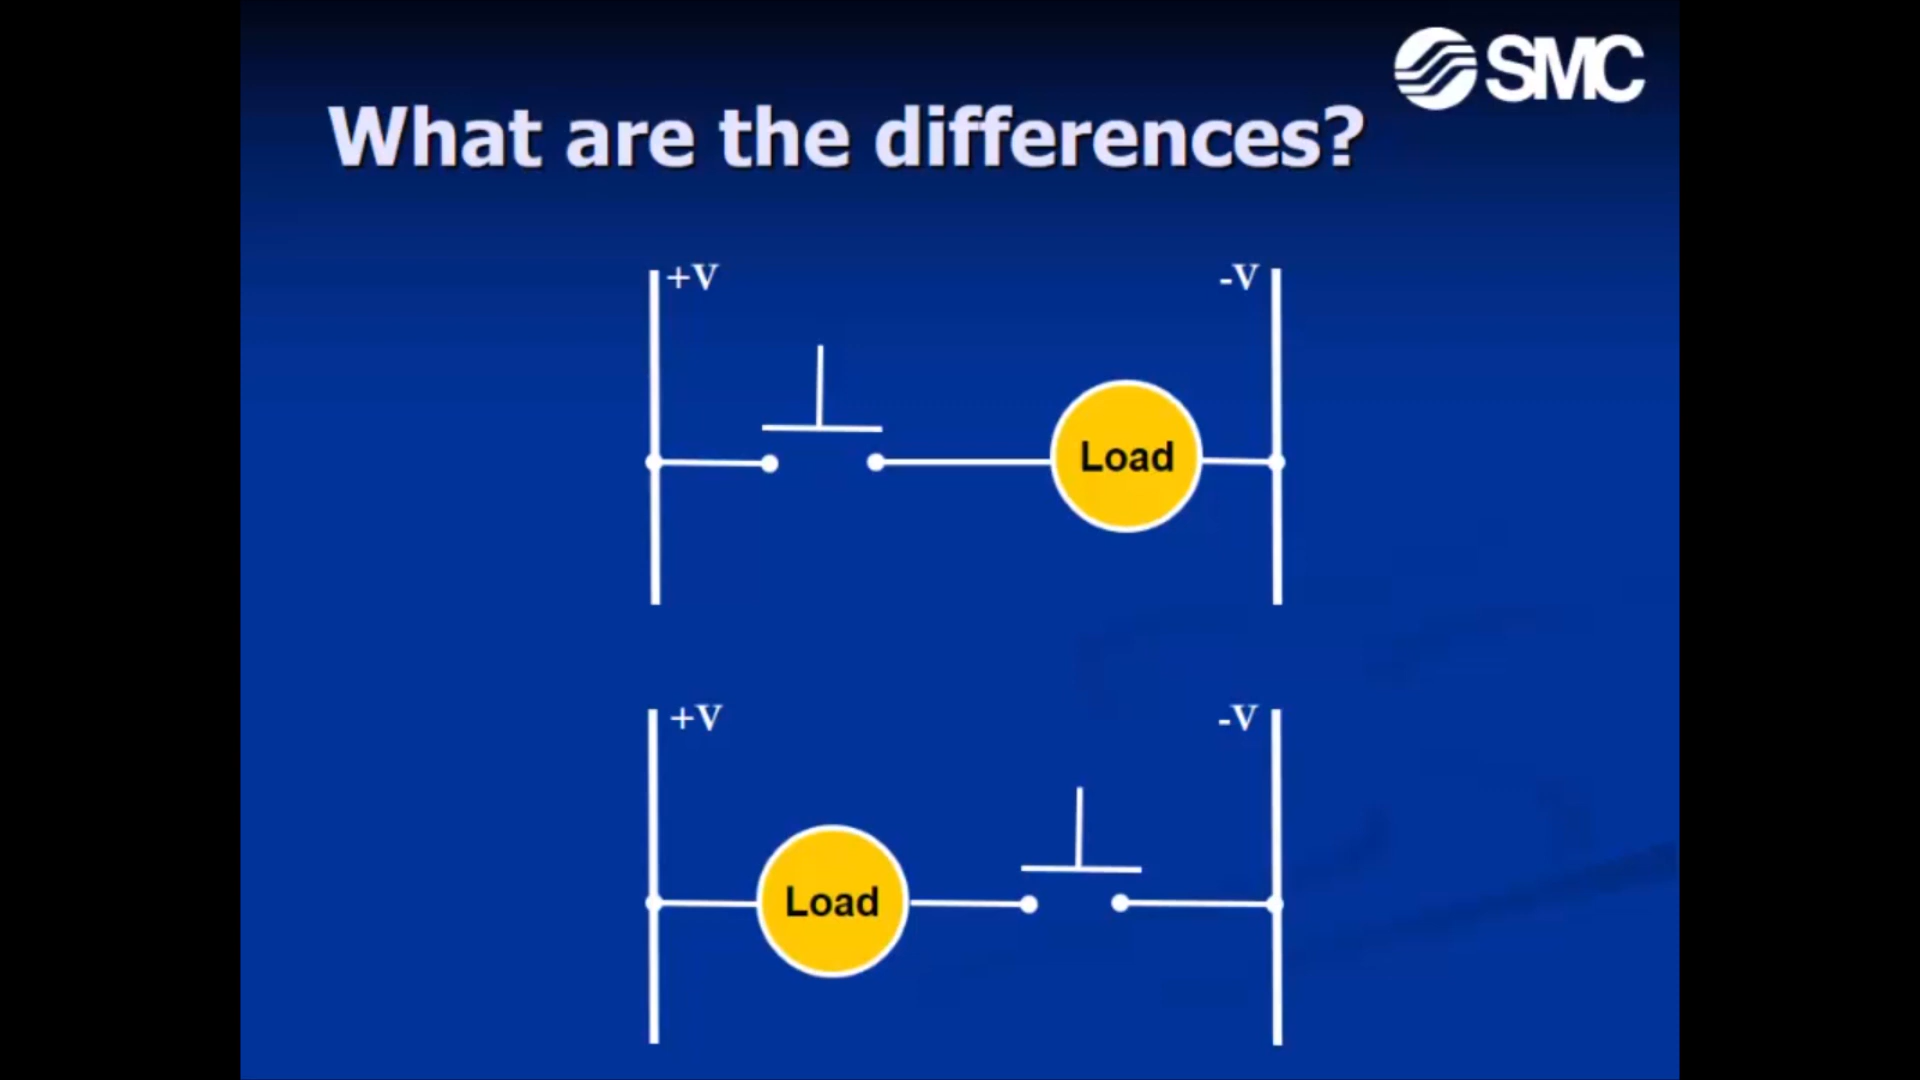 SMC
What are the differences?
+V
-V
Load
+V
-V
Load